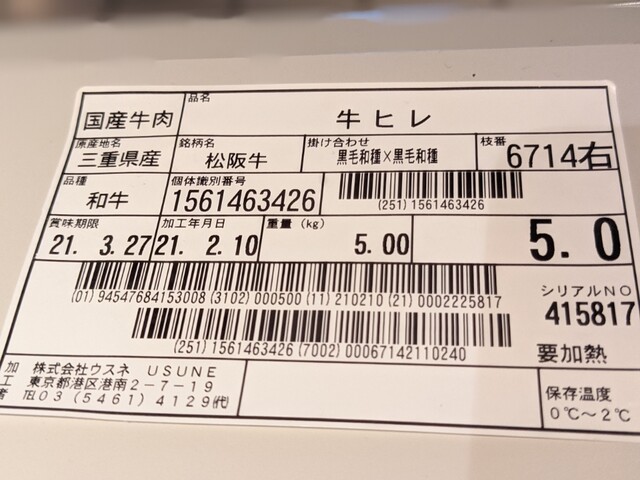 国産牛肉
品名
牛ヒレ
原産地名
三重県産
銘柄名
松阪牛
掛け合わせ
黒毛和種×黒毛和種
枝番
6714右
品種
和牛
個体識別番号
1561463426
(251) 1561463426
賞味期限
21. 3.27
加工年月日
21. 2.10
重量 (kg)
5.00
5.0
(01) 94547684153008 (3102) 000500 (11) 210210 (21) 0002225817
シリアルNO
415817
(251) 1561463426 (7002) 00067142110240
要加熱
加工者
株式会社ウスネ USUNE
東京都港区港南2-7-19
TEL03 (5461) 4129(代)
保存温度
0℃~2℃